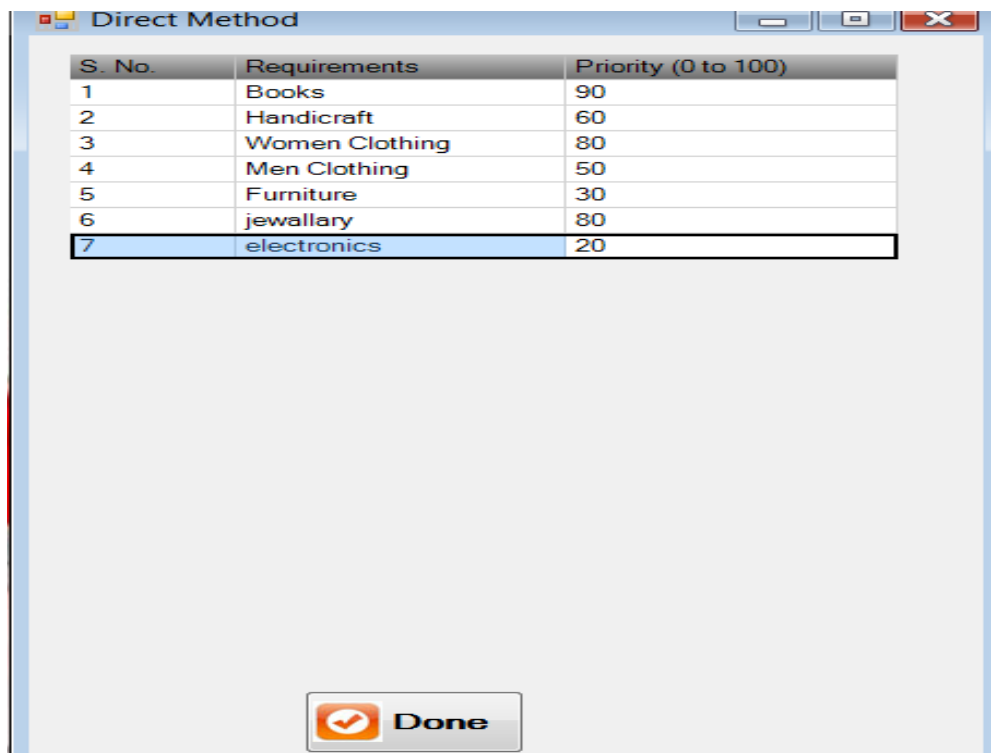 Direct Method
S. No. Requirements Priority (0 to 100)
1 Books 90
2 Handicraft 60
3 Women Clothing 80
4 Men Clothing 50
5 Furniture 30
6 jewallary 80
7 electronics 20
Done